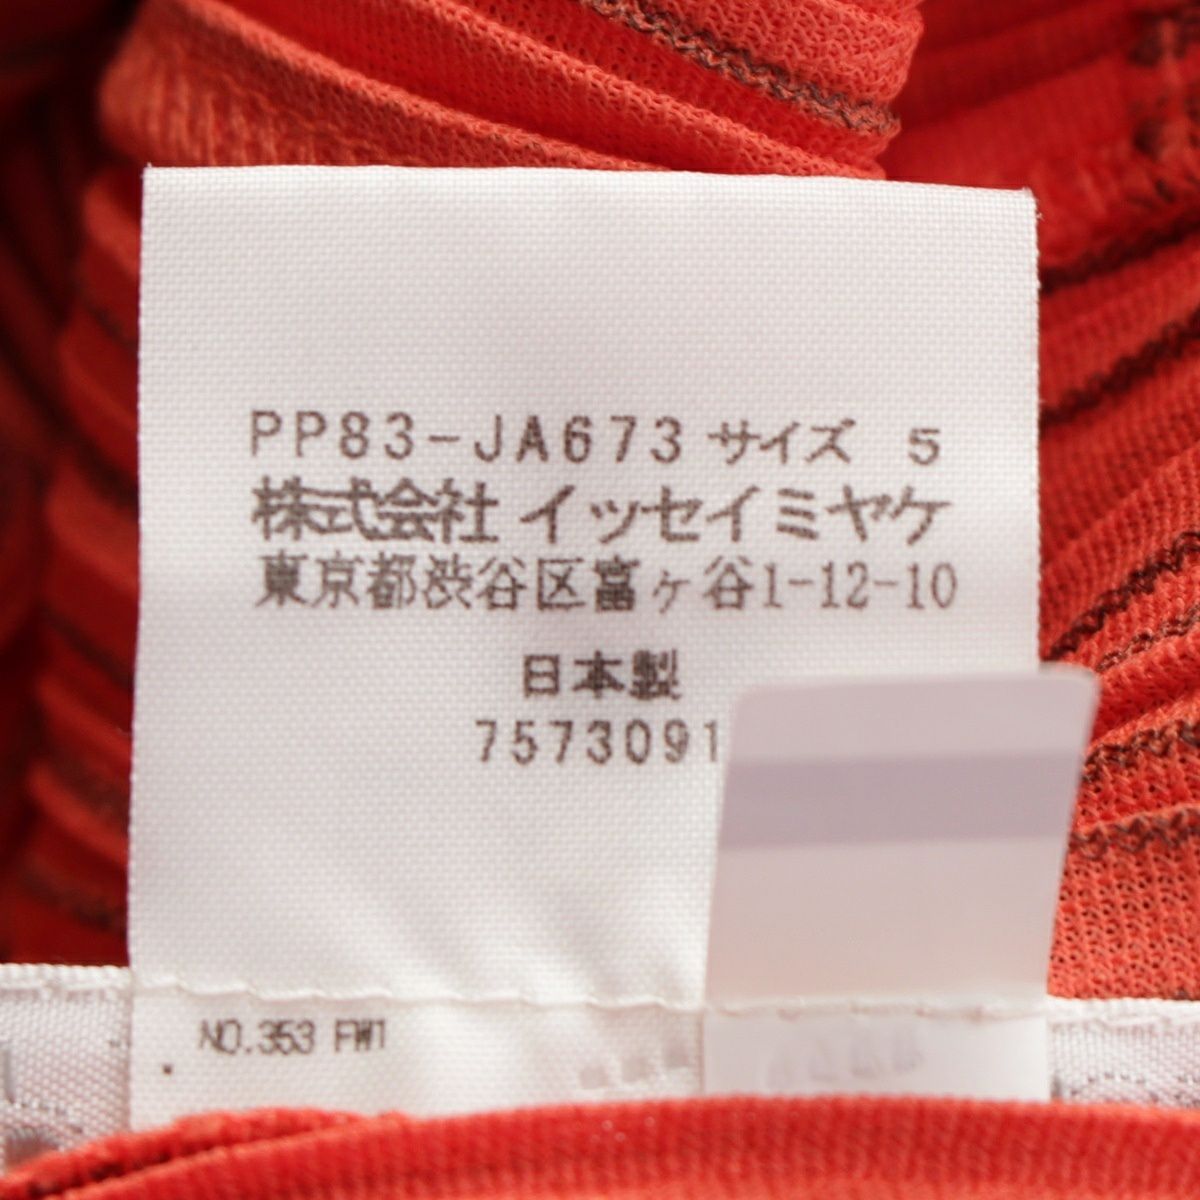 PP83-JA673 サイズ 5
株式会社 イッセイミヤケ
東京都渋谷区富ヶ谷1-12-10
日本製
7573091
NO.353 FW1